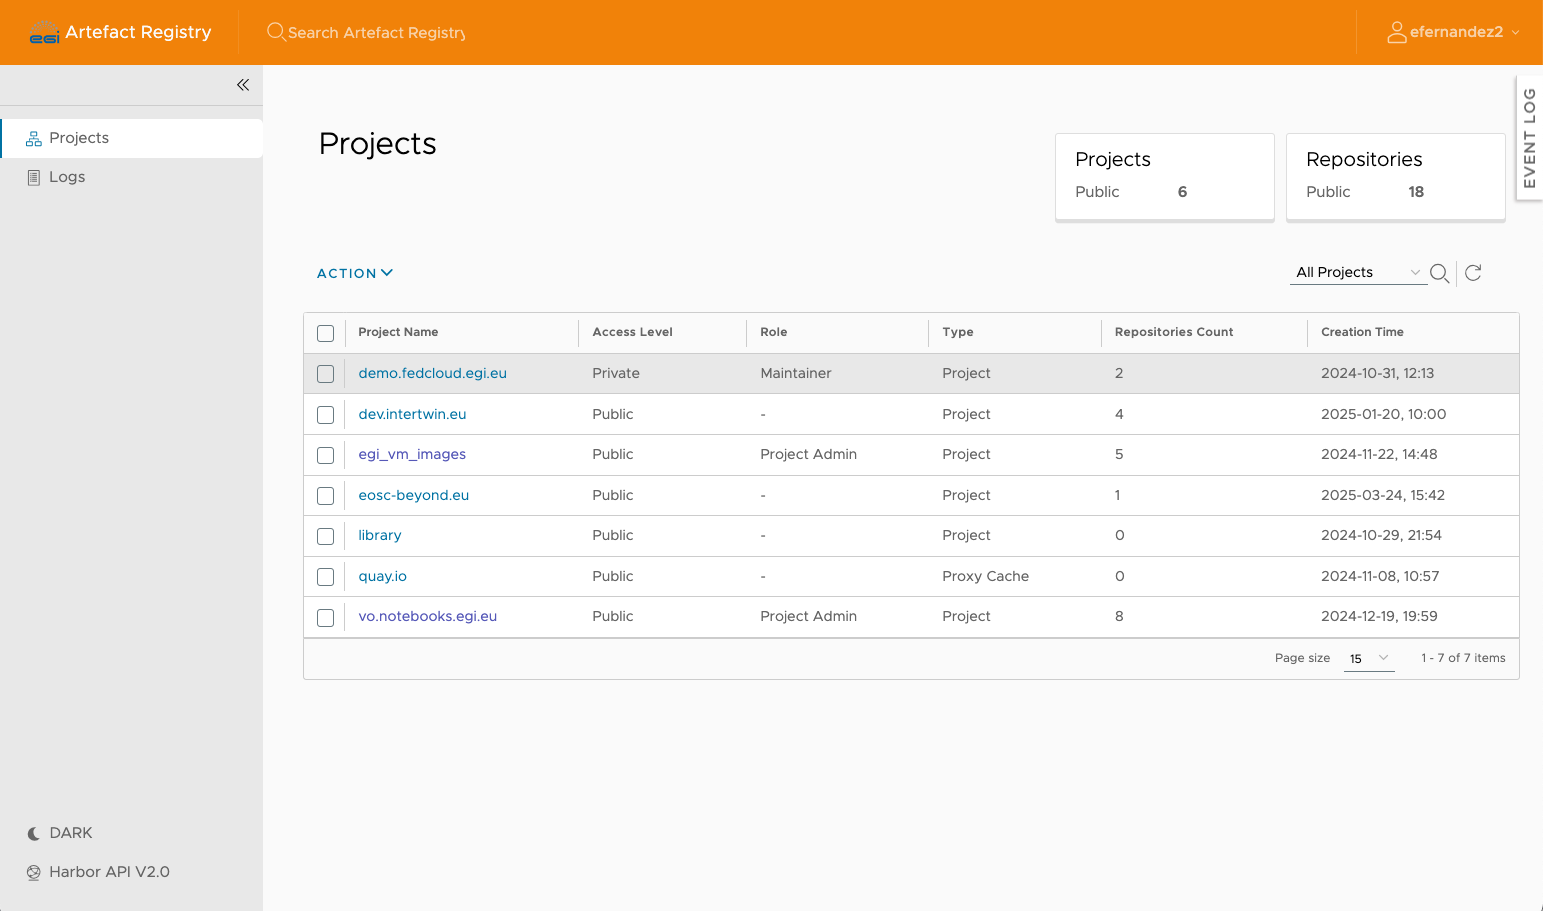 egi Artefact Registry
Search Artefact Registry
efernandez2
EVENT LOG
Projects
Logs
Projects
Projects
Public 6
Repositories
Public 18
ACTION
All Projects
Project Name Access Level Role Type Repositories Count Creation Time
demo.fedcloud.egi.eu Private Maintainer Project 2 2024-10-31, 12:13
dev.intertwin.eu Public - Project 4 2025-01-20, 10:00
egi_vm_images Public Project Admin Project 5 2024-11-22, 14:48
eosc-beyond.eu Public - Project 1 2025-03-24, 15:42
library Public - Project 0 2024-10-29, 21:54
quay.io Public - Proxy Cache 0 2024-11-08, 10:57
vo.notebooks.egi.eu Public Project Admin Project 8 2024-12-19, 19:59
Page size 15 1 - 7 of 7 items
DARK
Harbor API V2.0